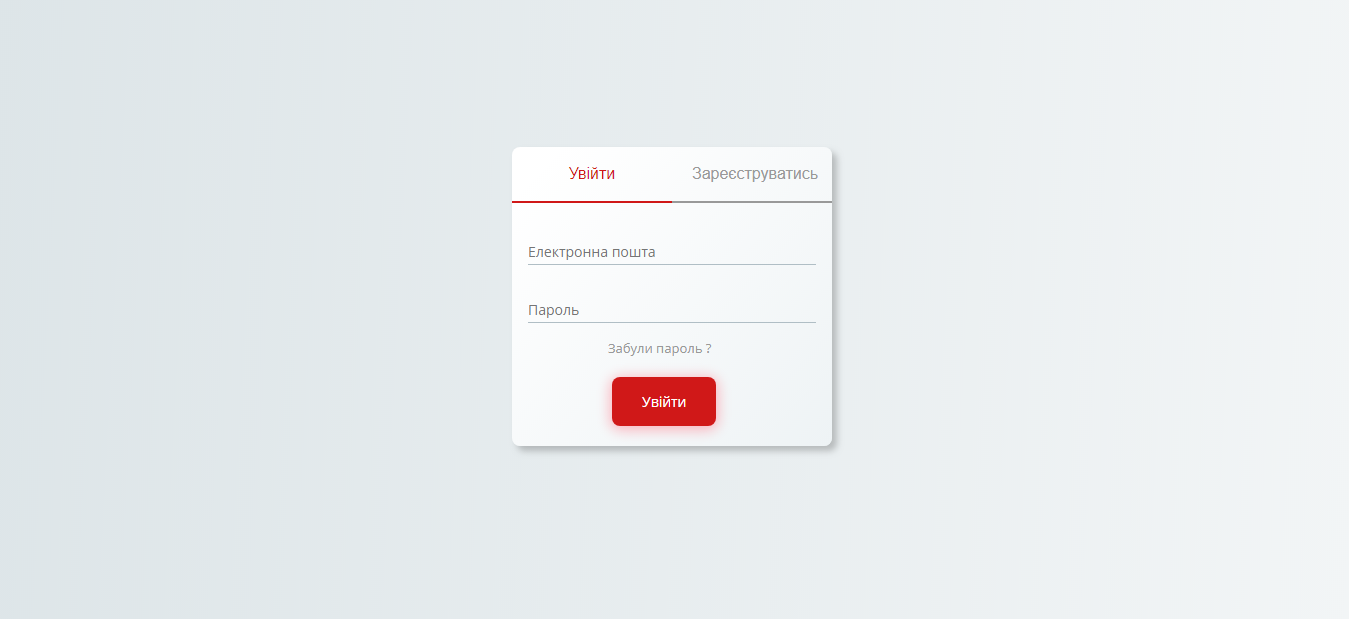 Увійти Зареєструватись
Електронна пошта
Пароль
Забули пароль ?
Увійти